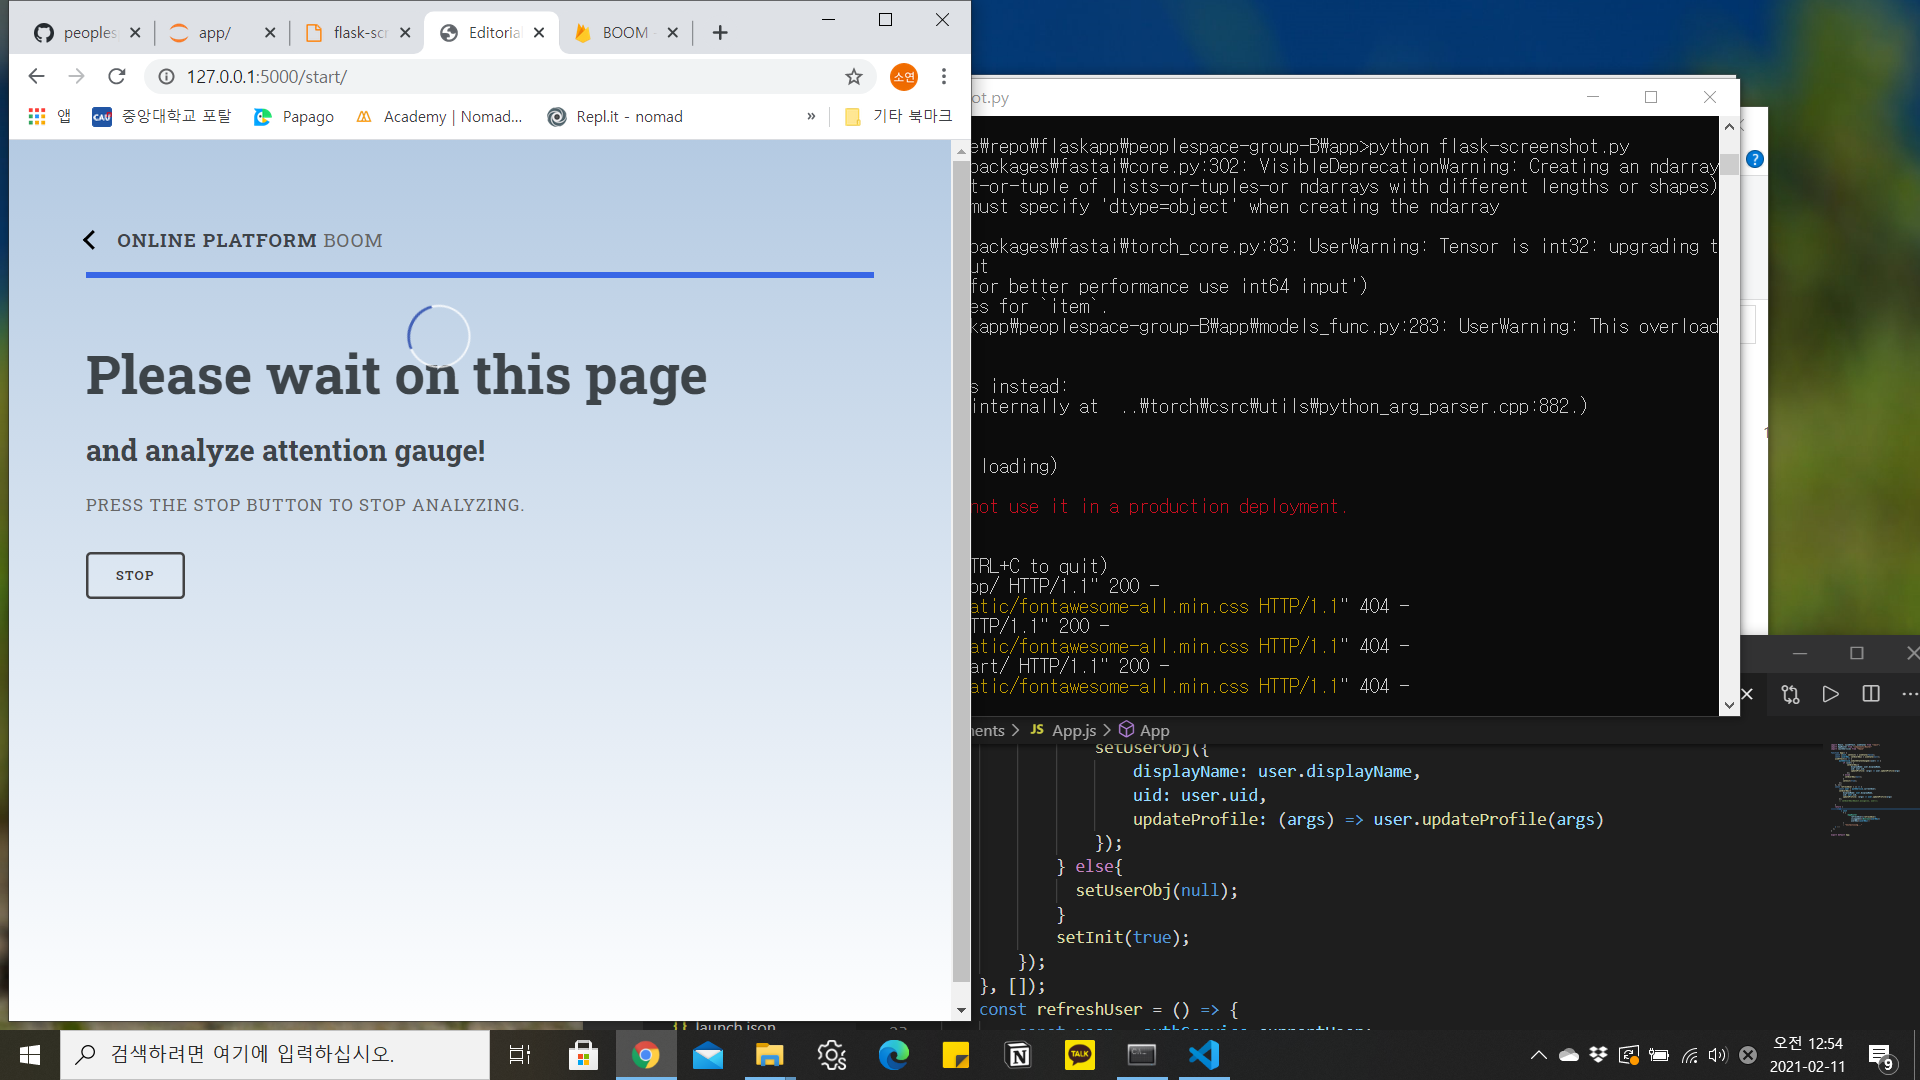 peoples
app/
flask-scr
Editorial
BOOM
127.0.0.1:5000/start/
소연
앱
CAU 중앙대학교 포탈
Papago
Academy | Nomad...
Repl.it - nomad
»
기타 북마크
ONLINE PLATFORM BOOM
Please wait on this page
and analyze attention gauge!
PRESS THE STOP BUTTON TO STOP ANALYZING.
STOP
ot.py
e₩repo₩flaskapp₩peoplespace-group-B₩app>python flask-screenshot.py
packages₩fastai₩core.py:302: VisibleDeprecationWarning: Creating an ndarray
t-or-tuple of lists-or-tuples-or ndarrays with different lengths or shapes)
must specify 'dtype=object' when creating the ndarray
packages₩fastai₩torch_core.py:83: UserWarning: Tensor is int32: upgrading t
ut
for better performance use int64 input')
es for `item`.
kapp₩peoplespace-group-B₩app₩models_func.py:283: UserWarning: This overload
s instead:
internally at  ..₩torch₩csrc₩utils₩python_arg_parser.cpp:882.)
loading)
not use it in a production deployment.
TRL+C to quit)
op/ HTTP/1.1" 200 -
atic/fontawesome-all.min.css HTTP/1.1" 404 -
TTP/1.1" 200 -
atic/fontawesome-all.min.css HTTP/1.1" 404 -
art/ HTTP/1.1" 200 -
atic/fontawesome-all.min.css HTTP/1.1" 404 -
nents > JS App.js > App
setUserObj({
displayName: user.displayName,
uid: user.uid,
updateProfile: (args) => user.updateProfile(args)
});
} else{
setUserObj(null);
}
setInit(true);
});
}, []);
const refreshUser = () => {
launch.json
검색하려면 여기에 입력하십시오.
TALK
오전 12:54
2021-02-11
9